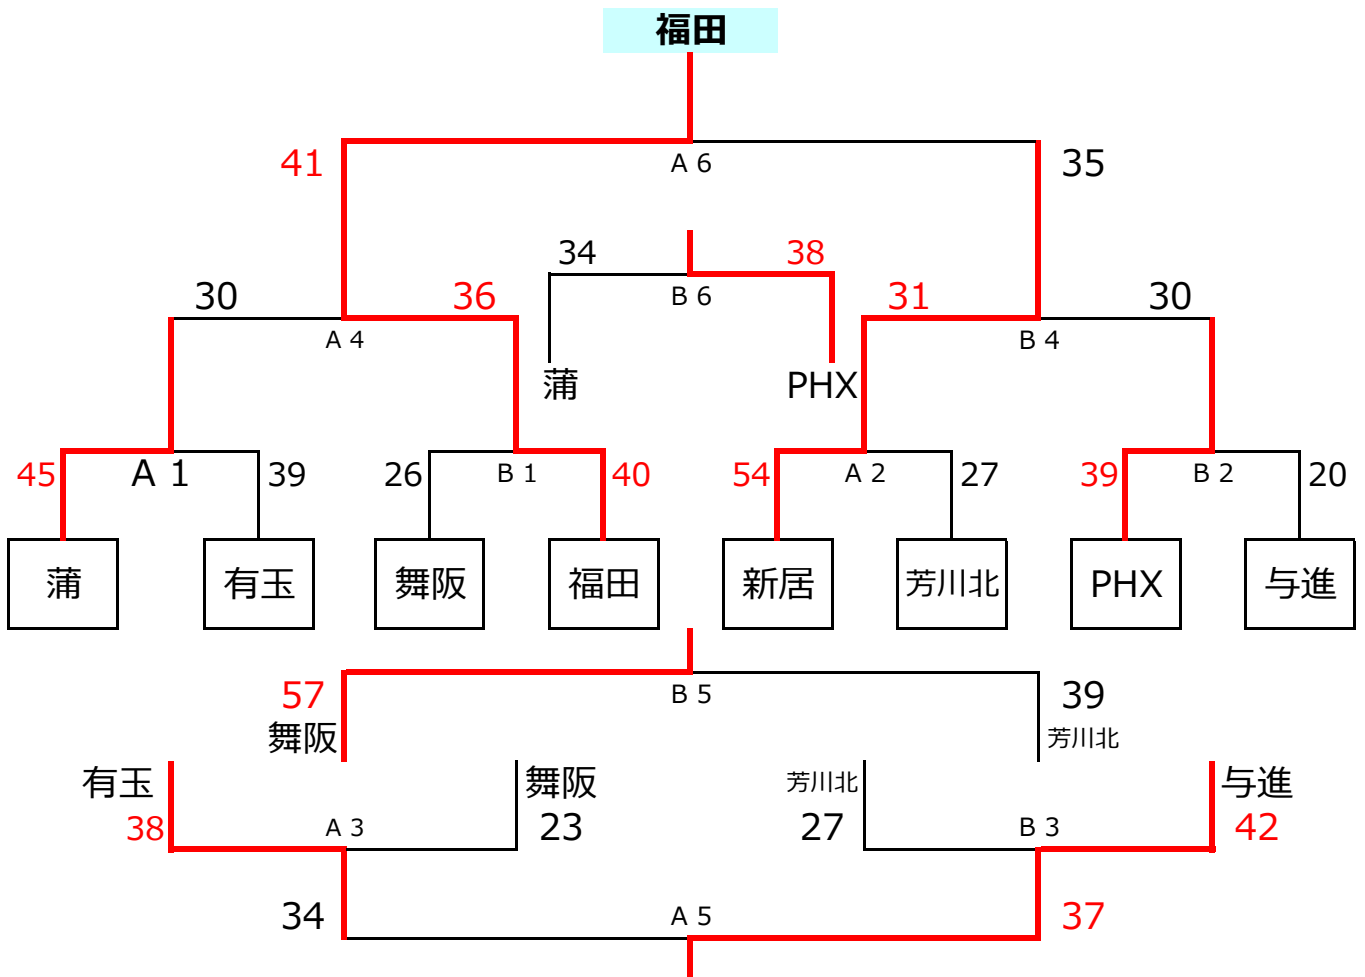 福田
41 A 6 35
34 38
30 36 B 6 31 30
A 4 B 4
蒲 PHX
45 A 1 39 26 B 1 40 54 A 2 27 39 B 2 20
蒲 有玉 舞阪 福田 新居 芳川北 PHX 与進
57 B 5 39
舞阪 芳川北
有玉 舞阪 芳川北 与進
38 A 3 23 27 B 3 42
34 A 5 37